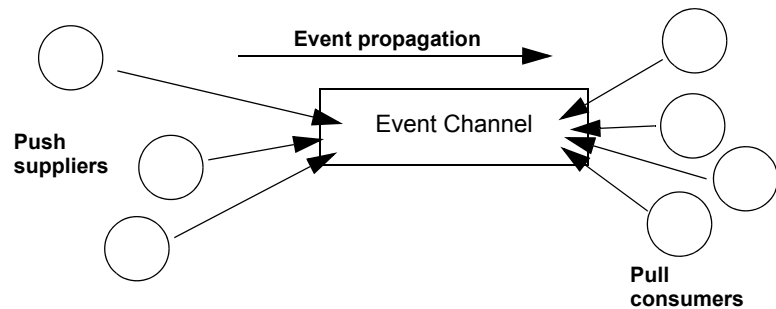 Event propagation
Event Channel
Push
suppliers
Pull
consumers